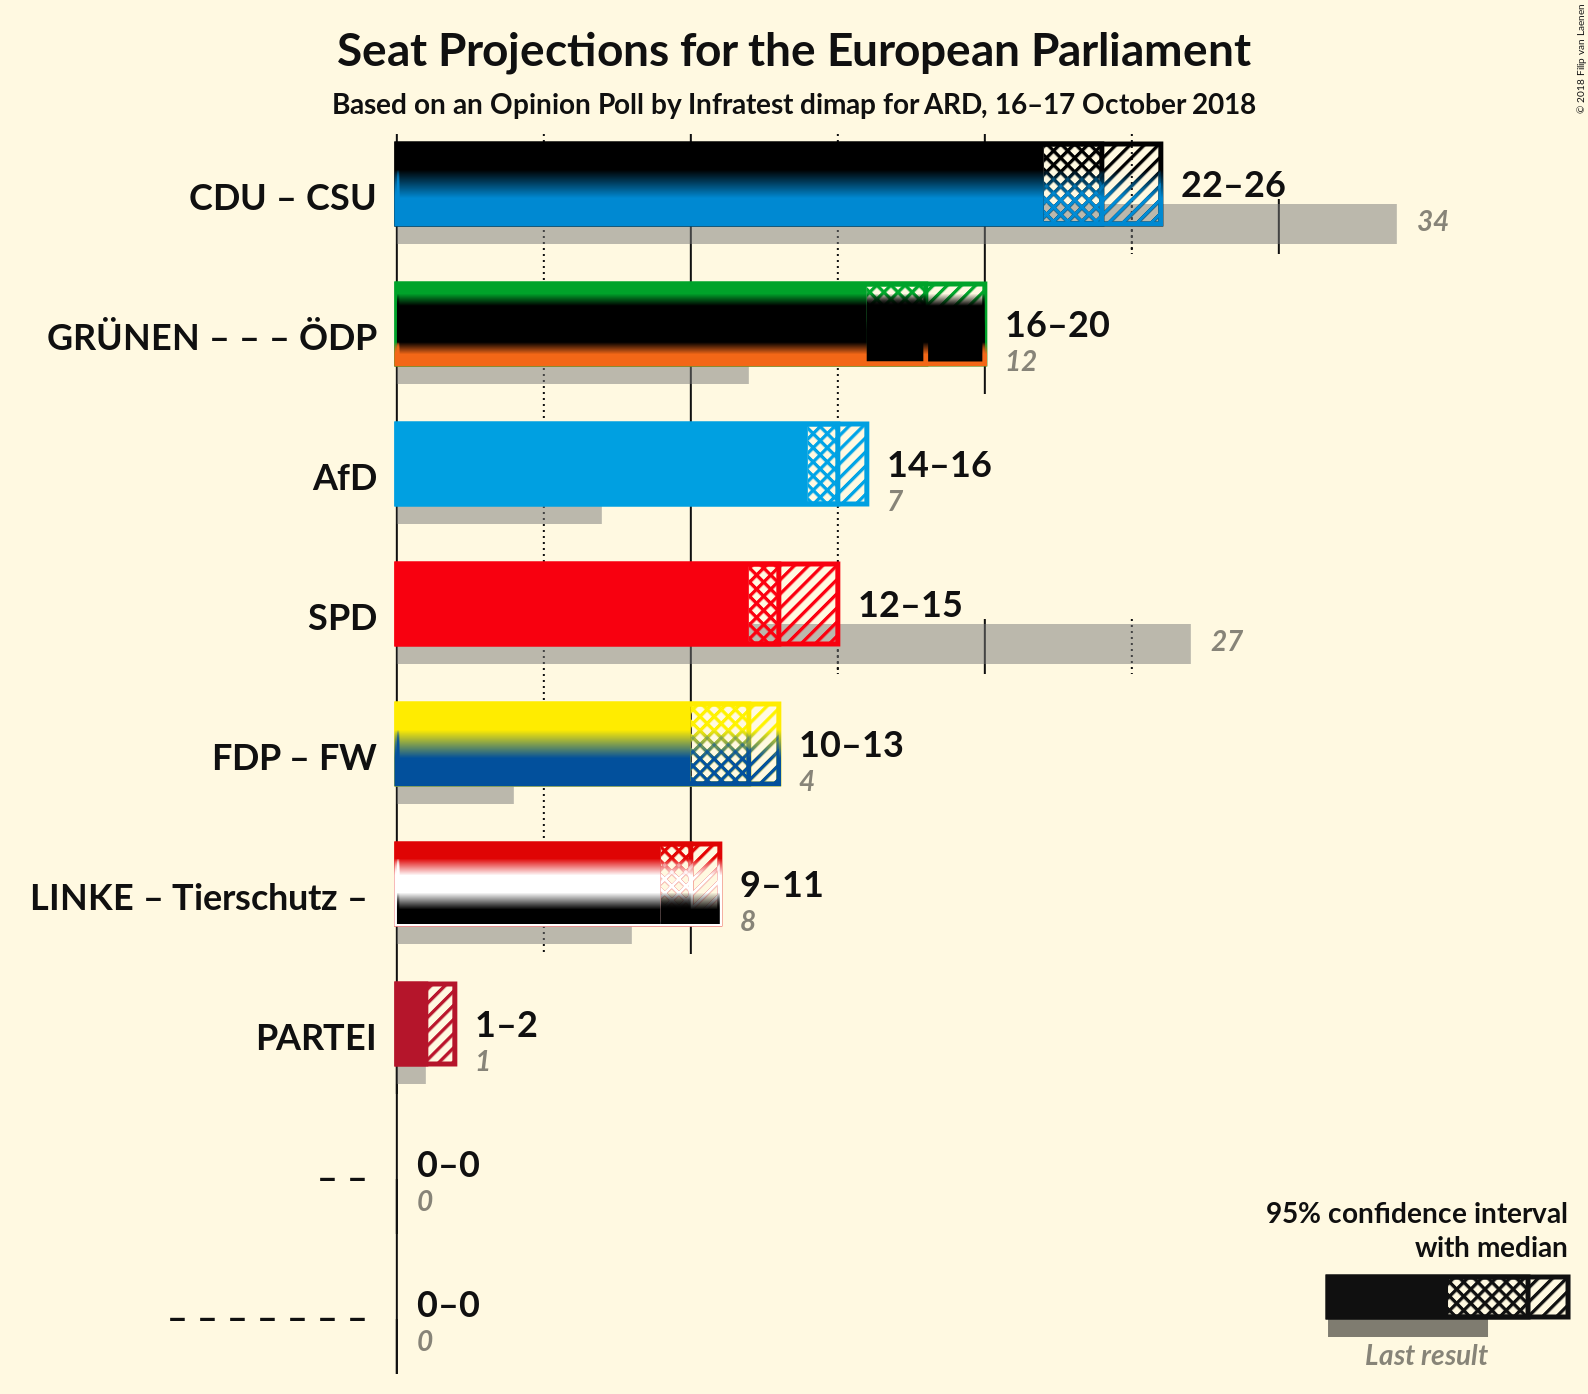 Seat Projections for the European Parliament
Based on an Opinion Poll by Infratest dimap for ARD, 16–17 October 2018
© 2018 Filip van Laenen
CDU – CSU
22–26
34
GRÜNEN – – – ÖDP
16–20
12
AfD
14–16
7
SPD
12–15
27
FDP – FW
10–13
4
LINKE – Tierschutz –
9–11
8
PARTEI
1–2
1
– –
0–0
0
– – – – – – –
0–0
0
95% confidence interval
with median
Last result